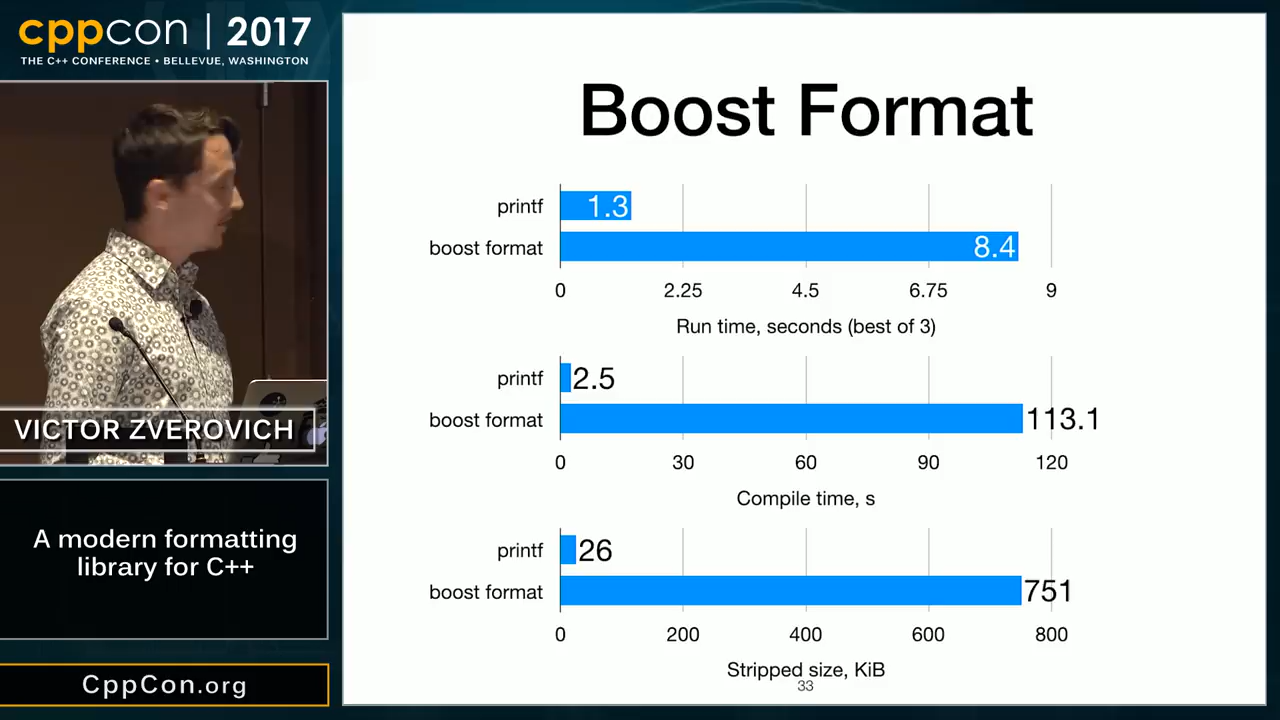 cppcon | 2017
THE C++ CONFERENCE • BELLEVUE, WASHINGTON
VICTOR ZVEROVICH
A modern formatting
library for C++
CppCon.org
Boost Format
printf
1.3
boost format
8.4
0 2.25 4.5 6.75 9
Run time, seconds (best of 3)
printf
2.5
boost format
113.1
0 30 60 90 120
Compile time, s
printf
26
boost format
751
0 200 400 600 800
Stripped size, KiB
33